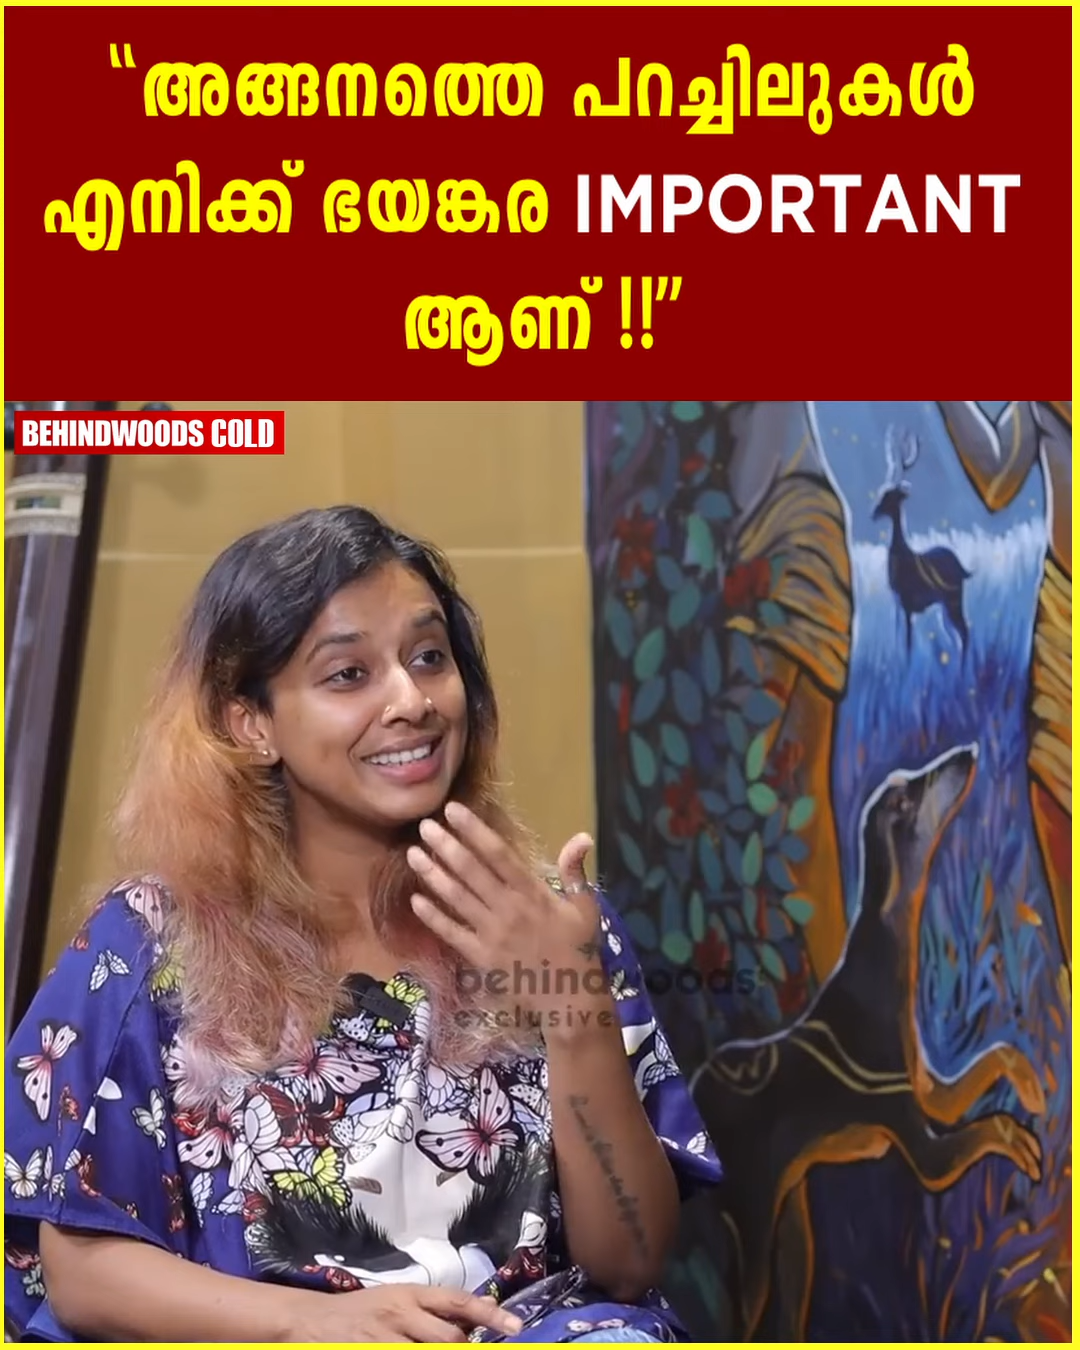 “അങ്ങനത്തെ പറച്ചിലുകൾ
എനിക്ക് ഭയങ്കര IMPORTANT
ആണ് !!”
BEHINDWOODS COLD
behindwoods
exclusive